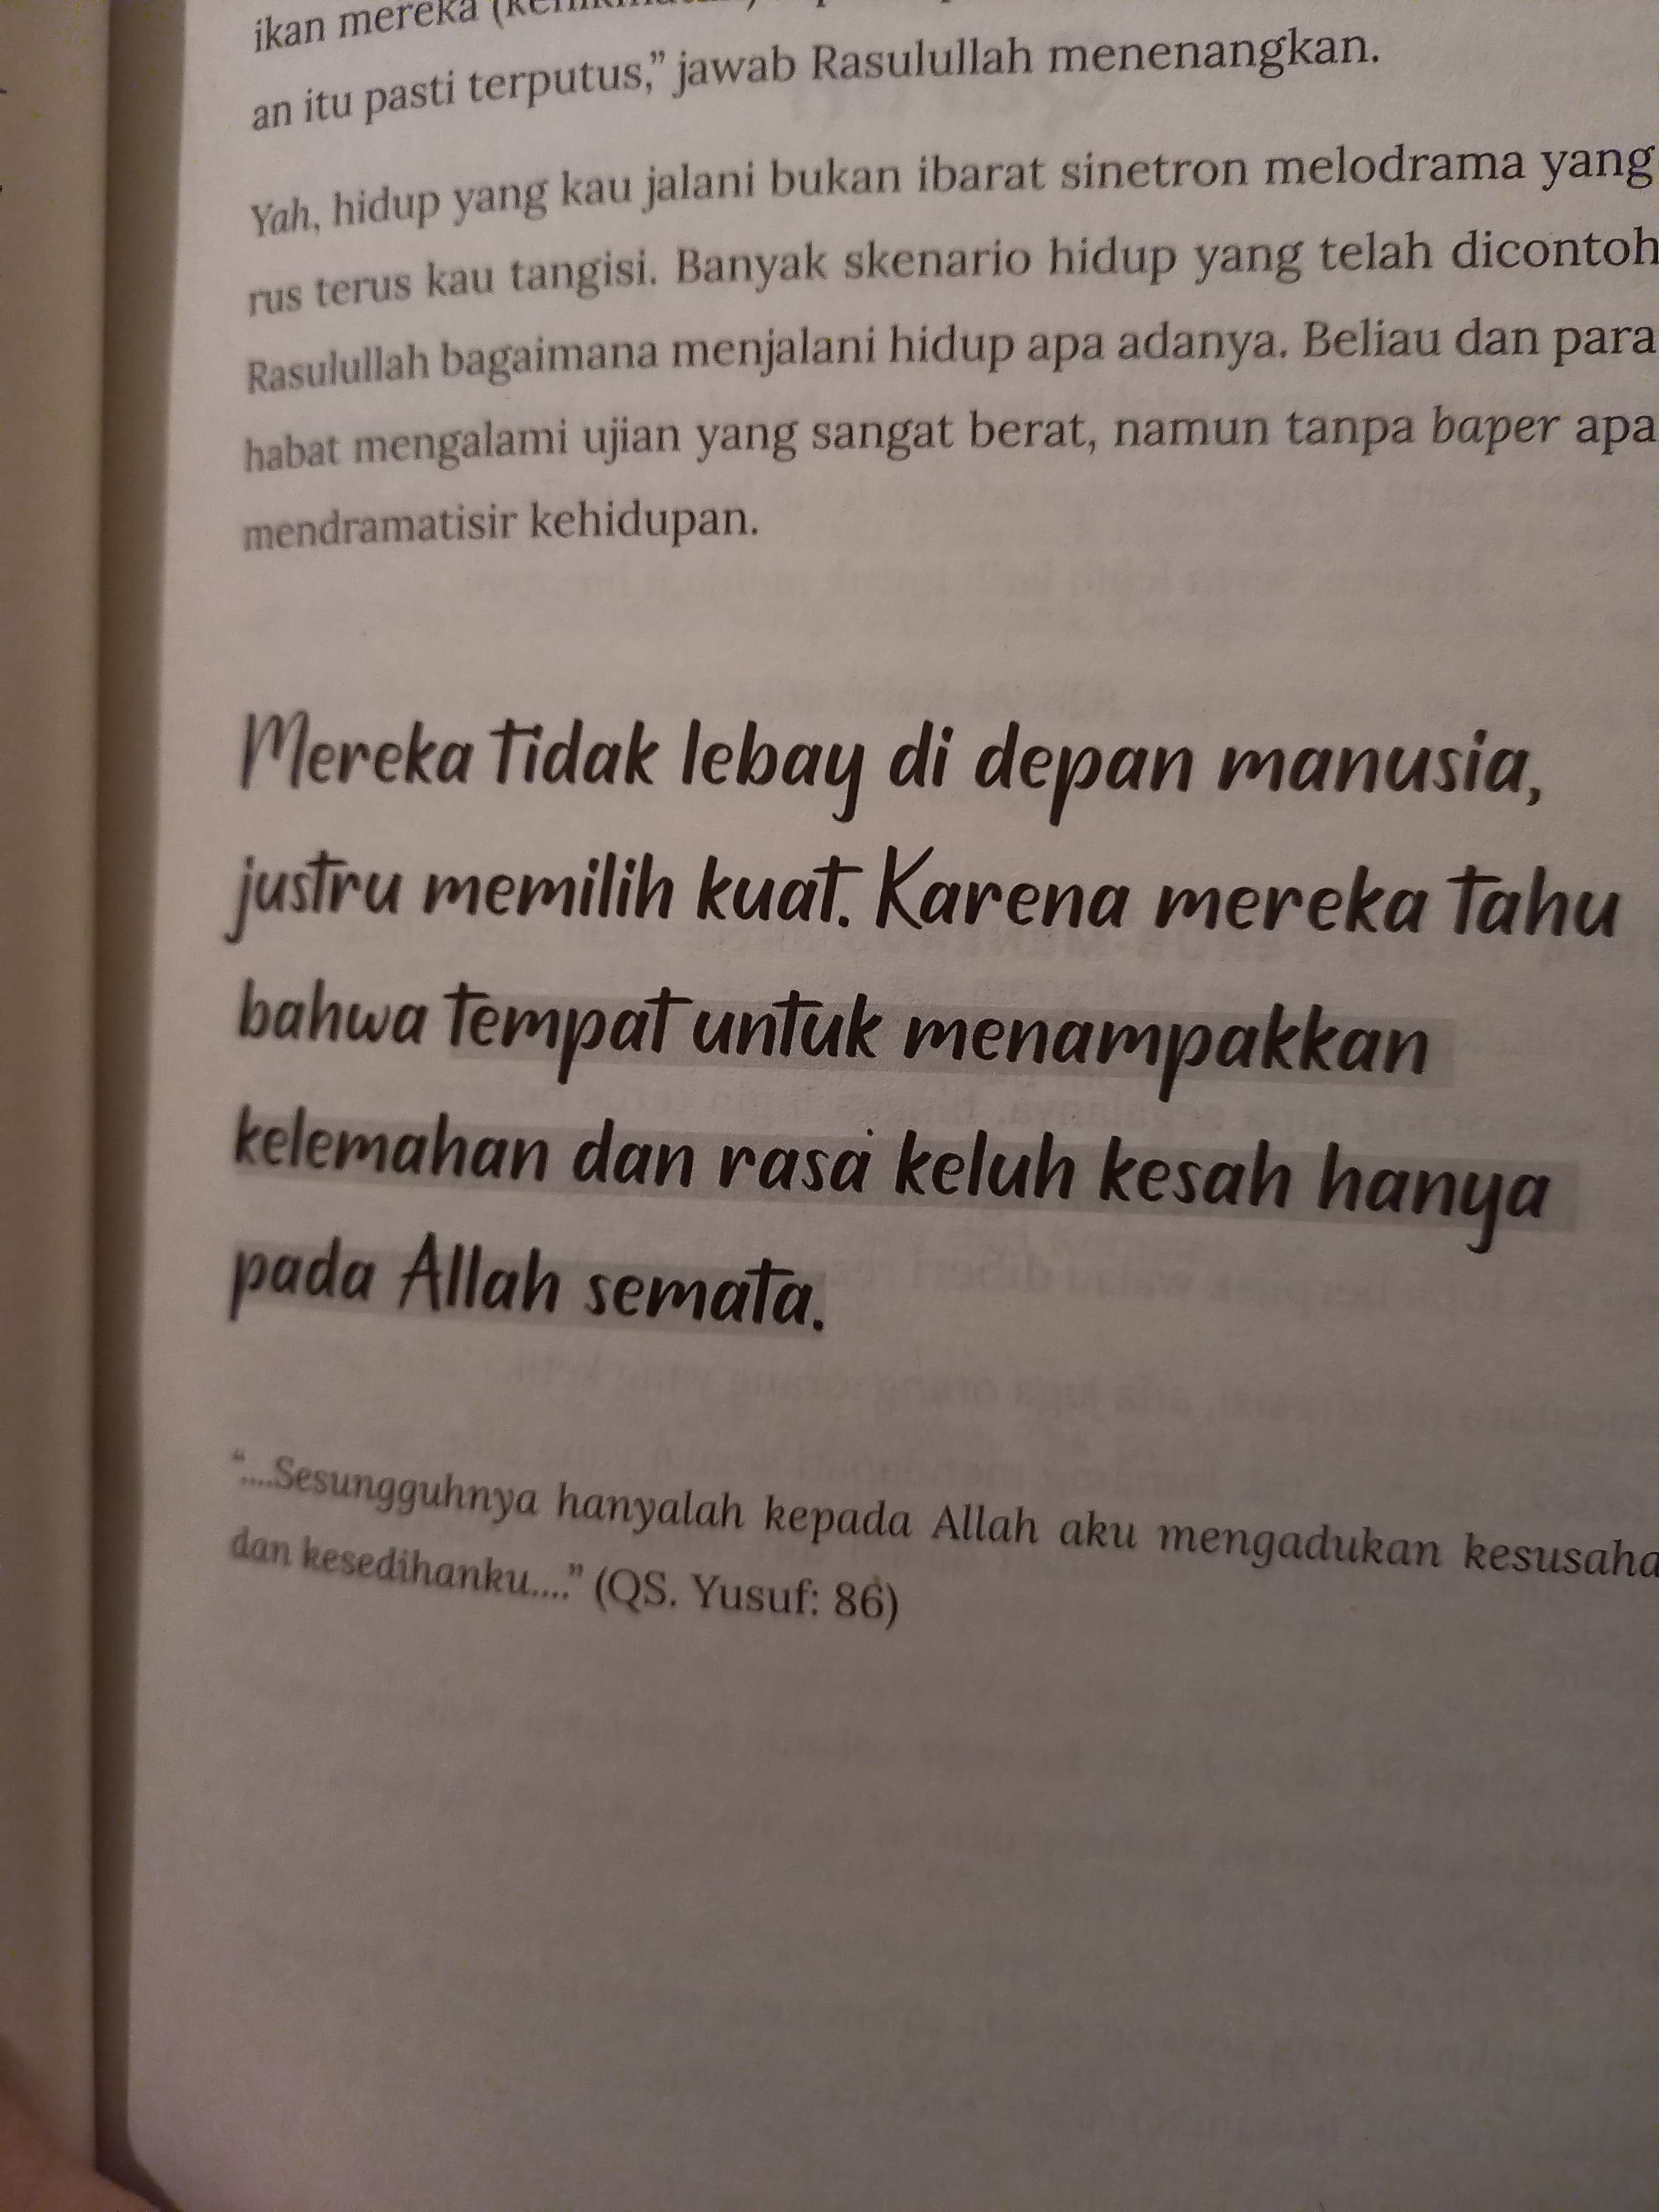 ikan mereka
an itu pasti terputus,” jawab Rasulullah menenangkan.
Yah, hidup yang kau jalani bukan ibarat sinetron melodrama yang
rus terus kau tangisi. Banyak skenario hidup yang telah dicontoh
Rasulullah bagaimana menjalani hidup apa adanya. Beliau dan para
habat mengalami ujian yang sangat berat, namun tanpa baper apa
mendramatisir kehidupan.
Mereka tidak lebay di depan manusia,
justru memilih kuat. Karena mereka tahu
bahwa tempat untuk menampakkan
kelemahan dan rasa keluh kesah hanya
pada Allah semata.
“....Sesungguhnya hanyalah kepada Allah aku mengadukan kesusaha
dan kesedihanku....” (QS. Yusuf: 86)